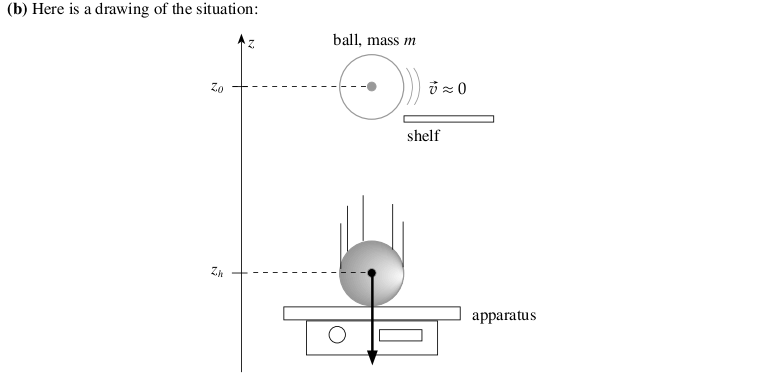 (b) Here is a drawing of the situation:
z
ball, mass m
z₀
v⃗ ≈ 0
shelf
zₕ
apparatus